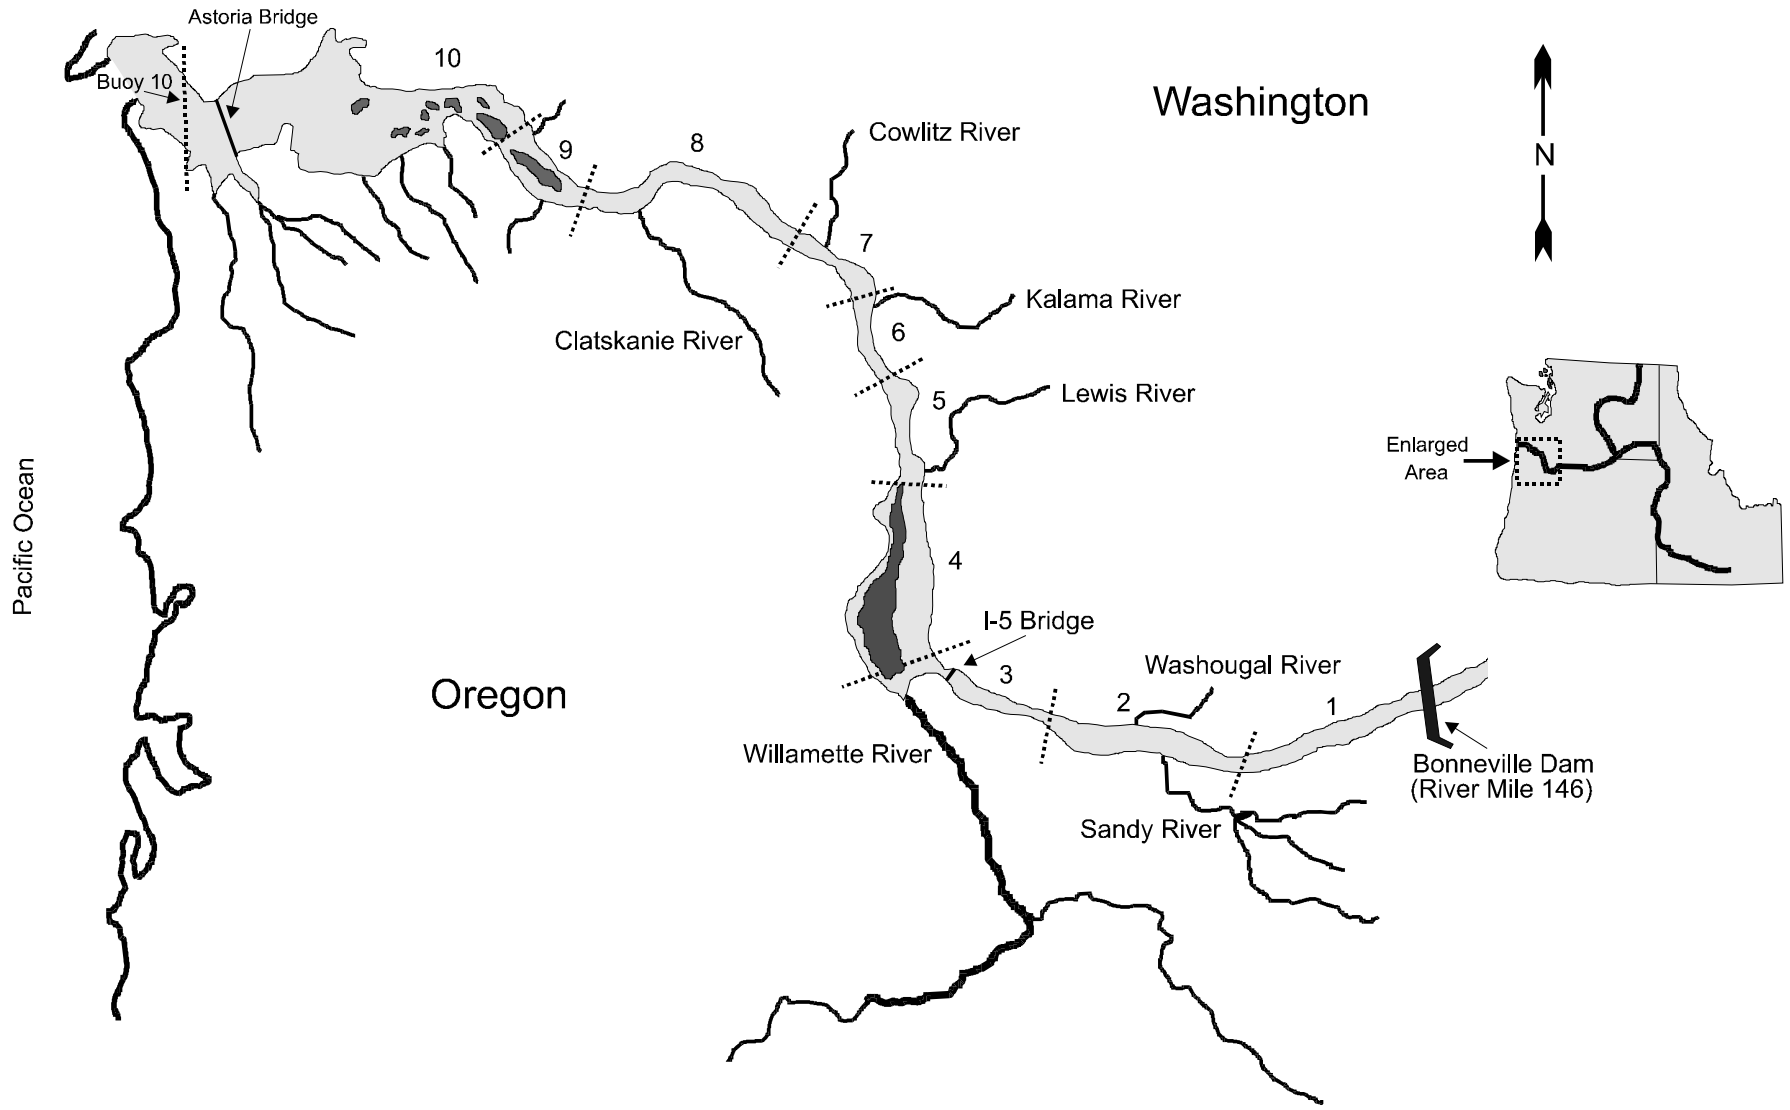 Astoria Bridge
10
Buoy 10
Washington
Cowlitz River
8
9
N
7
Kalama River
6
Clatskanie River
5
Lewis River
Enlarged
Area
Pacific Ocean
4
I-5 Bridge
3
Washougal River
Oregon
2
1
Willamette River
Bonneville Dam
(River Mile 146)
Sandy River